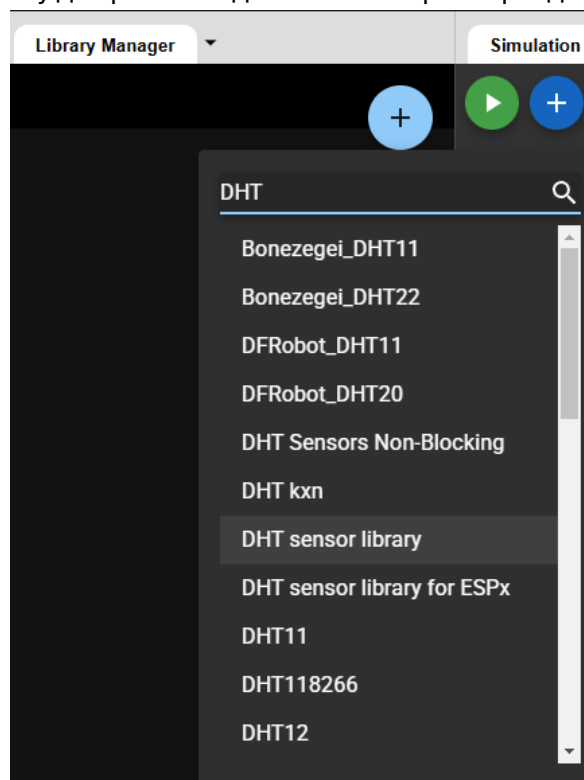 Library Manager
Simulation
DHT
Bonezegei_DHT11
Bonezegei_DHT22
DFRobot_DHT11
DFRobot_DHT20
DHT Sensors Non-Blocking
DHT kxn
DHT sensor library
DHT sensor library for ESPx
DHT11
DHT118266
DHT12